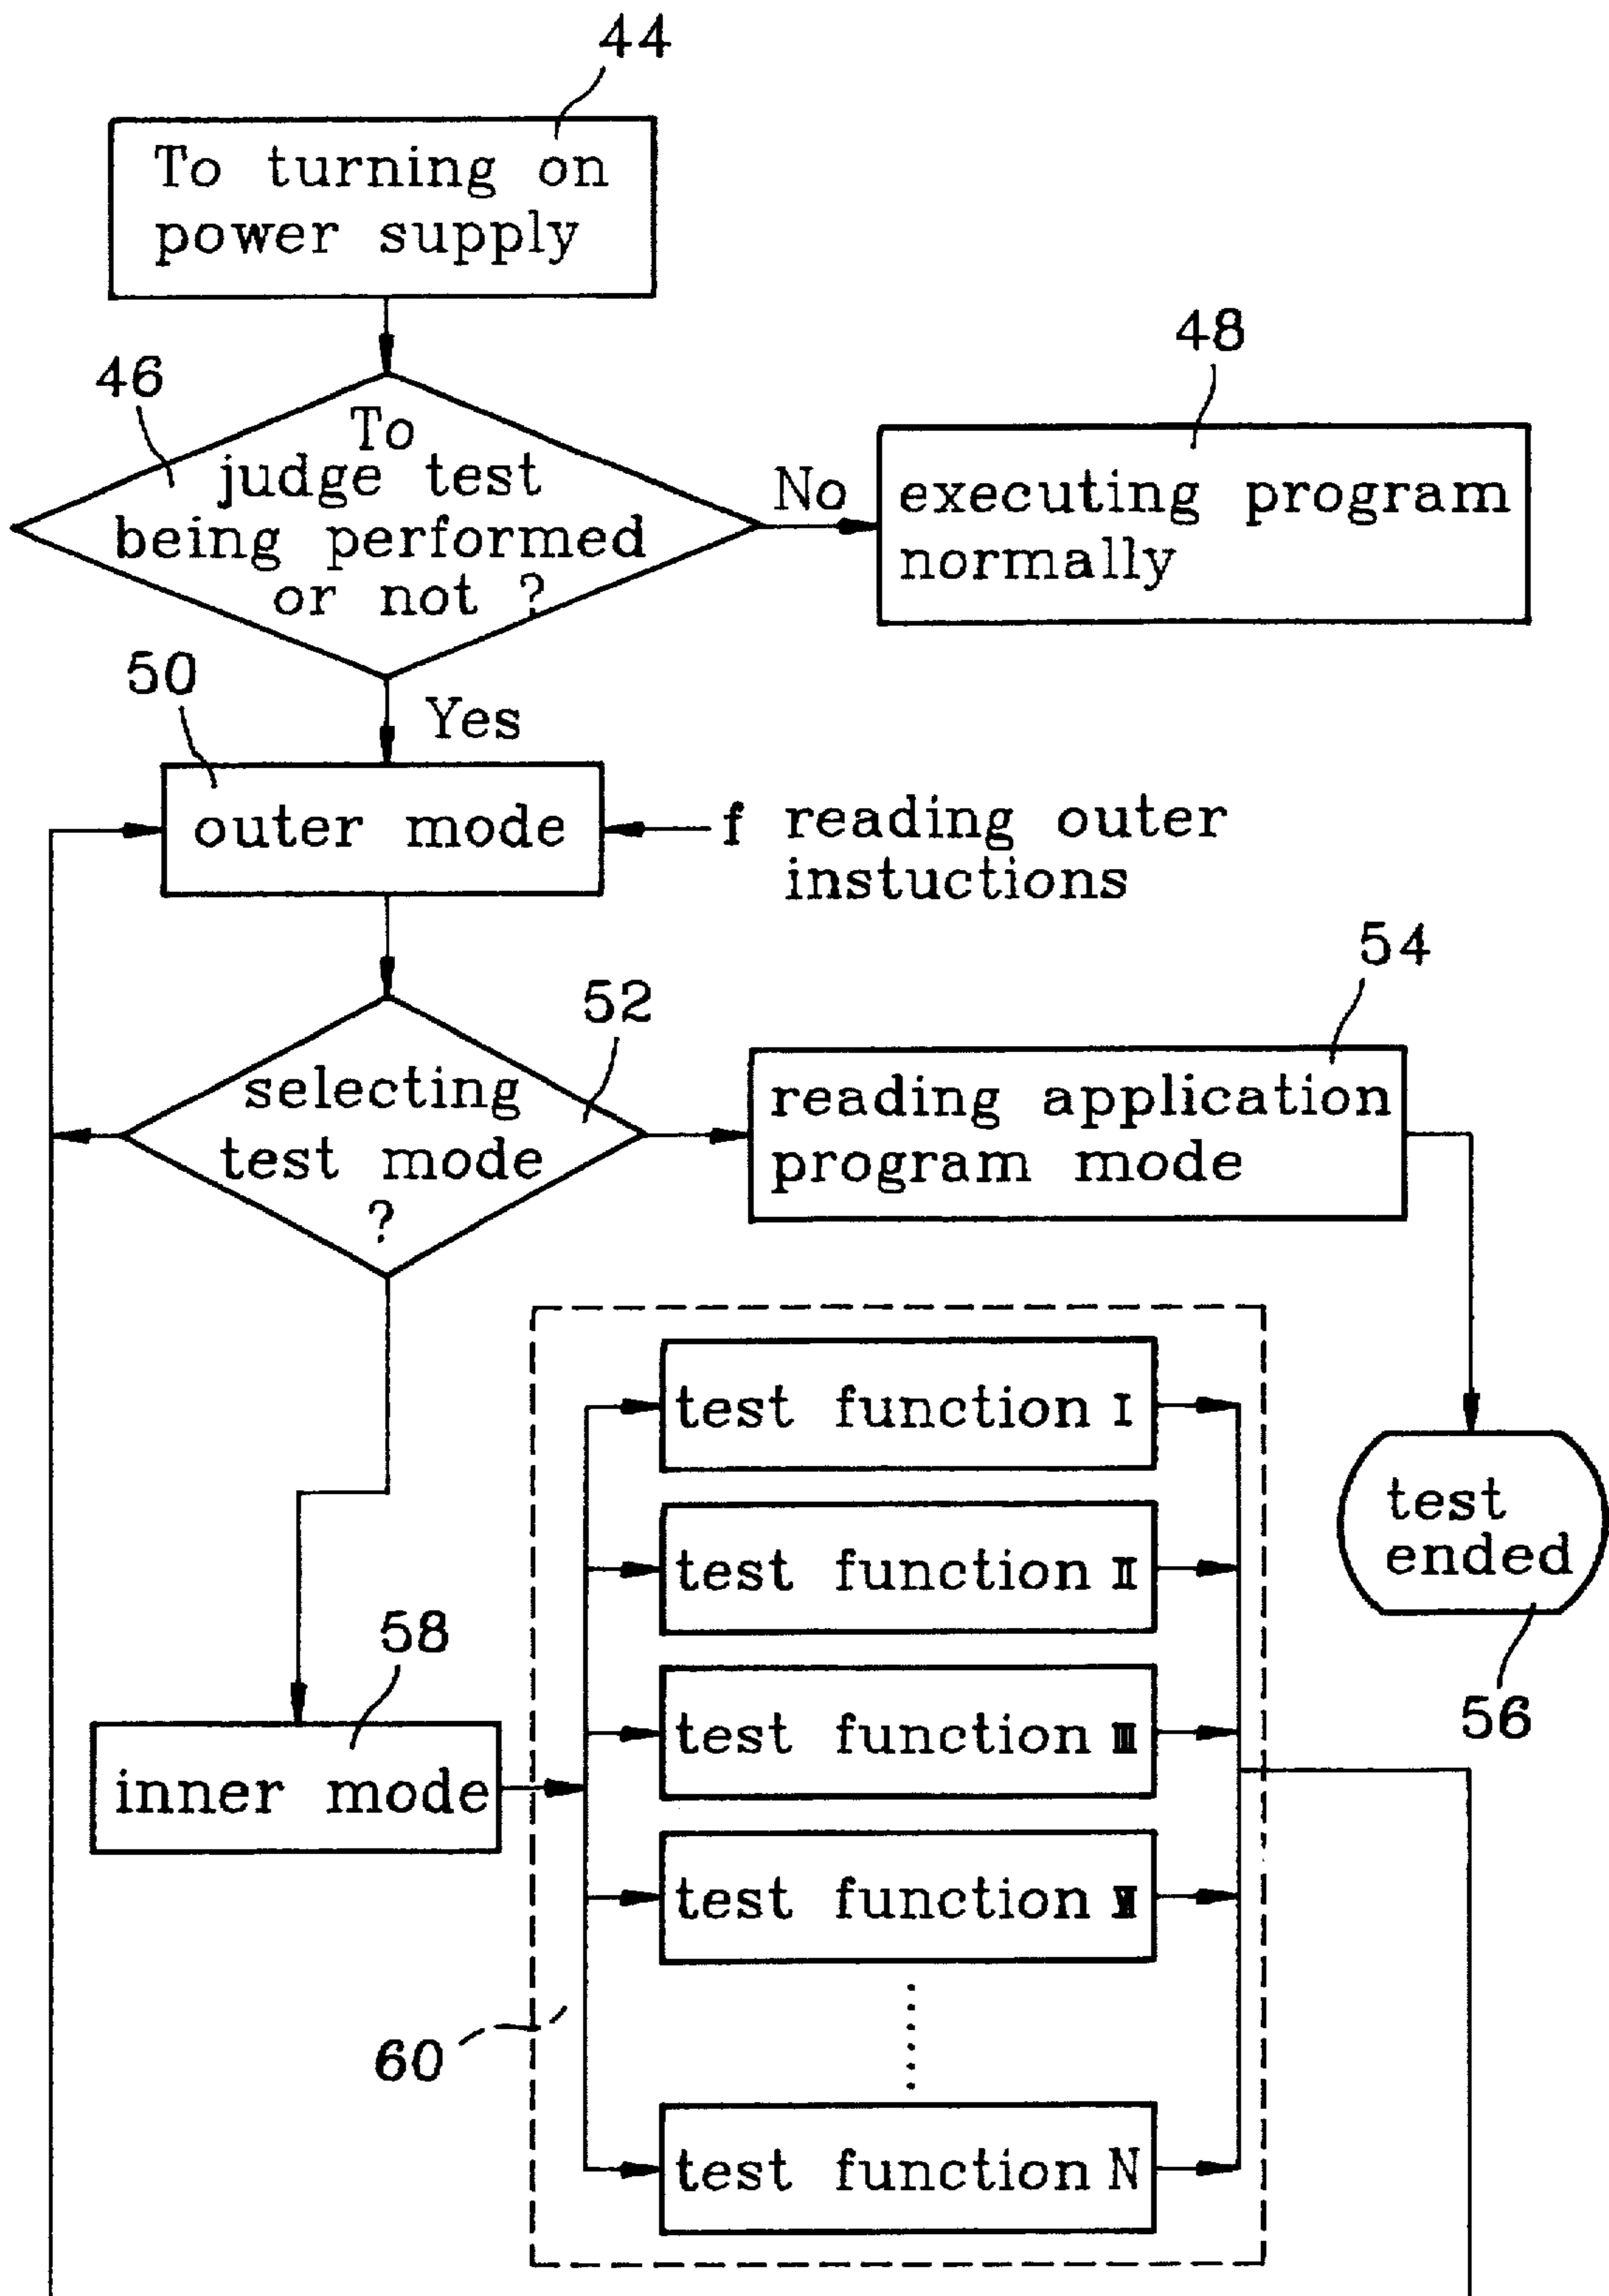 44
To turning on
power supply
46
To
judge test
being performed
or not ?
No
48
executing program
normally
50
Yes
outer mode
f reading outer
instuctions
52
selecting
test mode
?
54
reading application
program mode
test function I
test function II
test function III
test function
test function N
test
ended
56
58
inner mode
60